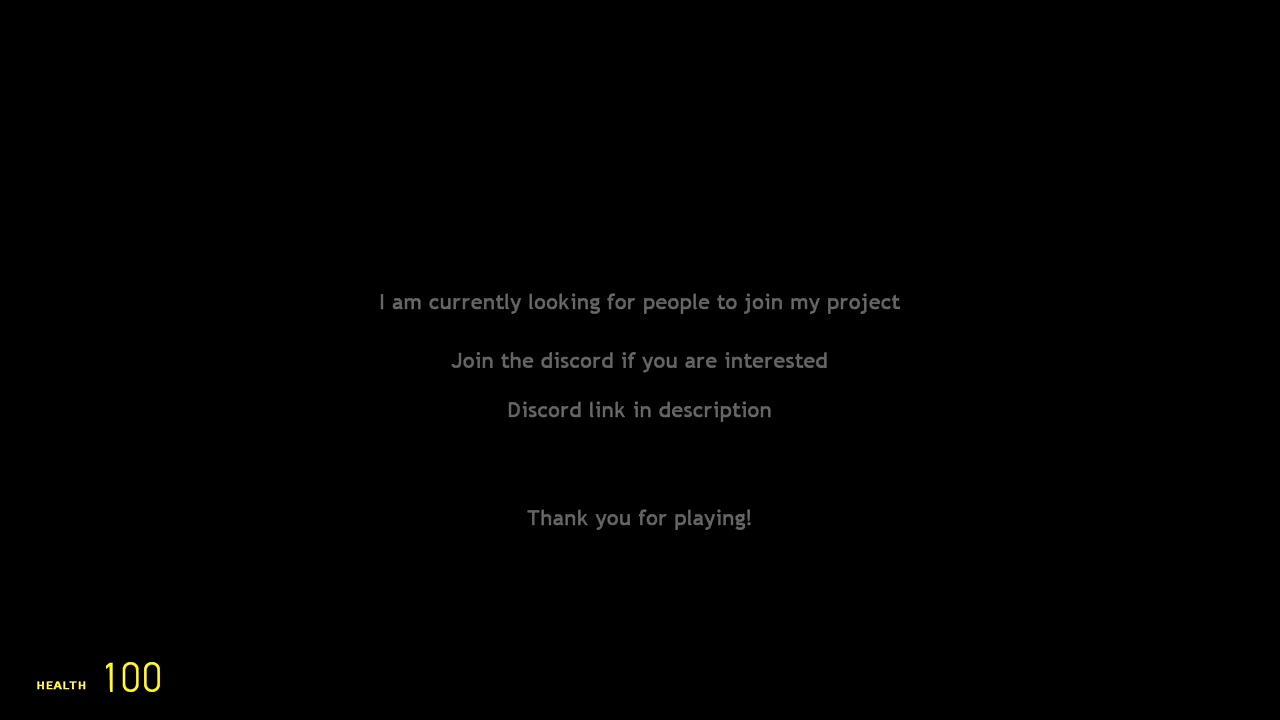 I am currently looking for people to join my project
Join the discord if you are interested
Discord link in description
Thank you for playing!
HEALTH 100